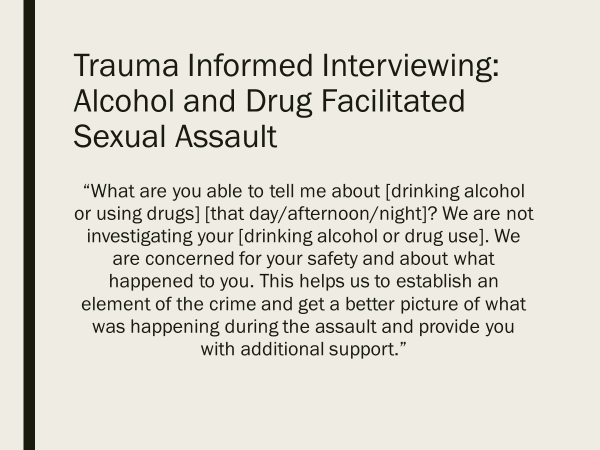 Trauma Informed Interviewing:
Alcohol and Drug Facilitated
Sexual Assault
“What are you able to tell me about [drinking alcohol
or using drugs] [that day/afternoon/night]? We are not
investigating your [drinking alcohol or drug use]. We
are concerned for your safety and about what
happened to you. This helps us to establish an
element of the crime and get a better picture of what
was happening during the assault and provide you
with additional support.”